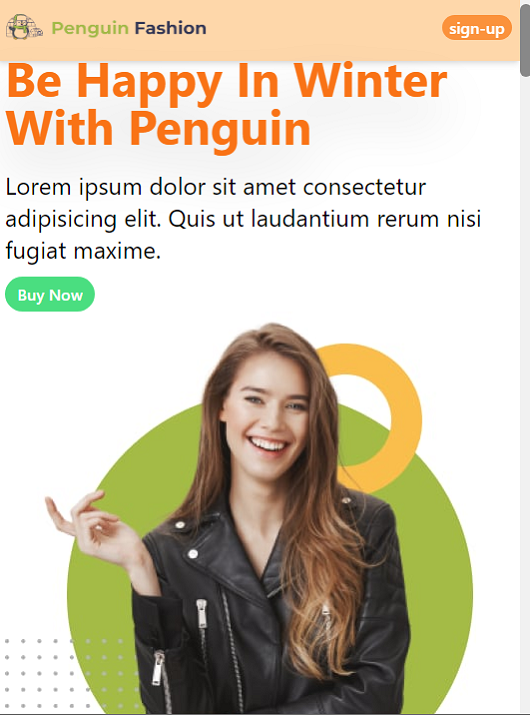 Penguin Fashion
sign-up
Be Happy In Winter
With Penguin
Lorem ipsum dolor sit amet consectetur
adipisicing elit. Quis ut laudantium rerum nisi
fugiat maxime.
Buy Now